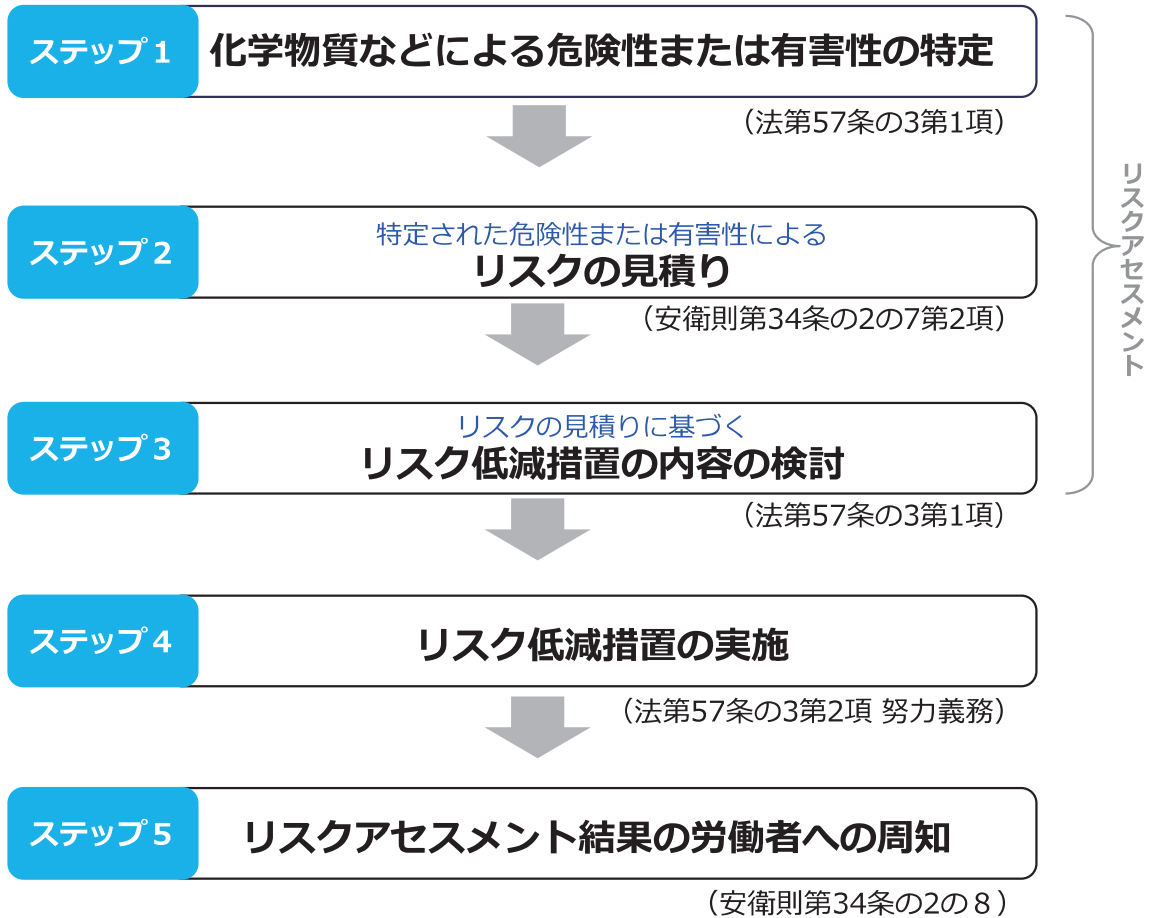 ステップ1
化学物質などによる危険性または有害性の特定
（法第57条の3第1項）
ステップ2
特定された危険性または有害性による
リスクの見積り
（安衛則第34条の2の7第2項）
ステップ3
リスクの見積りに基づく
リスク低減措置の内容の検討
（法第57条の3第1項）
リスクアセスメント
ステップ4
リスク低減措置の実施
（法第57条の3第2項 努力義務）
ステップ5
リスクアセスメント結果の労働者への周知
（安衛則第34条の2の８）